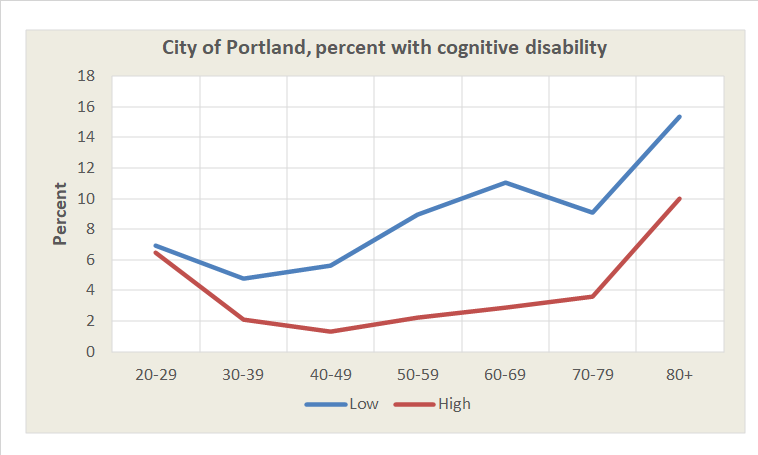 City of Portland, percent with cognitive disability
18
16
14
12
10
8
6
4
2
0
Percent
20-29 30-39 40-49 50-59 60-69 70-79 80+
Low High